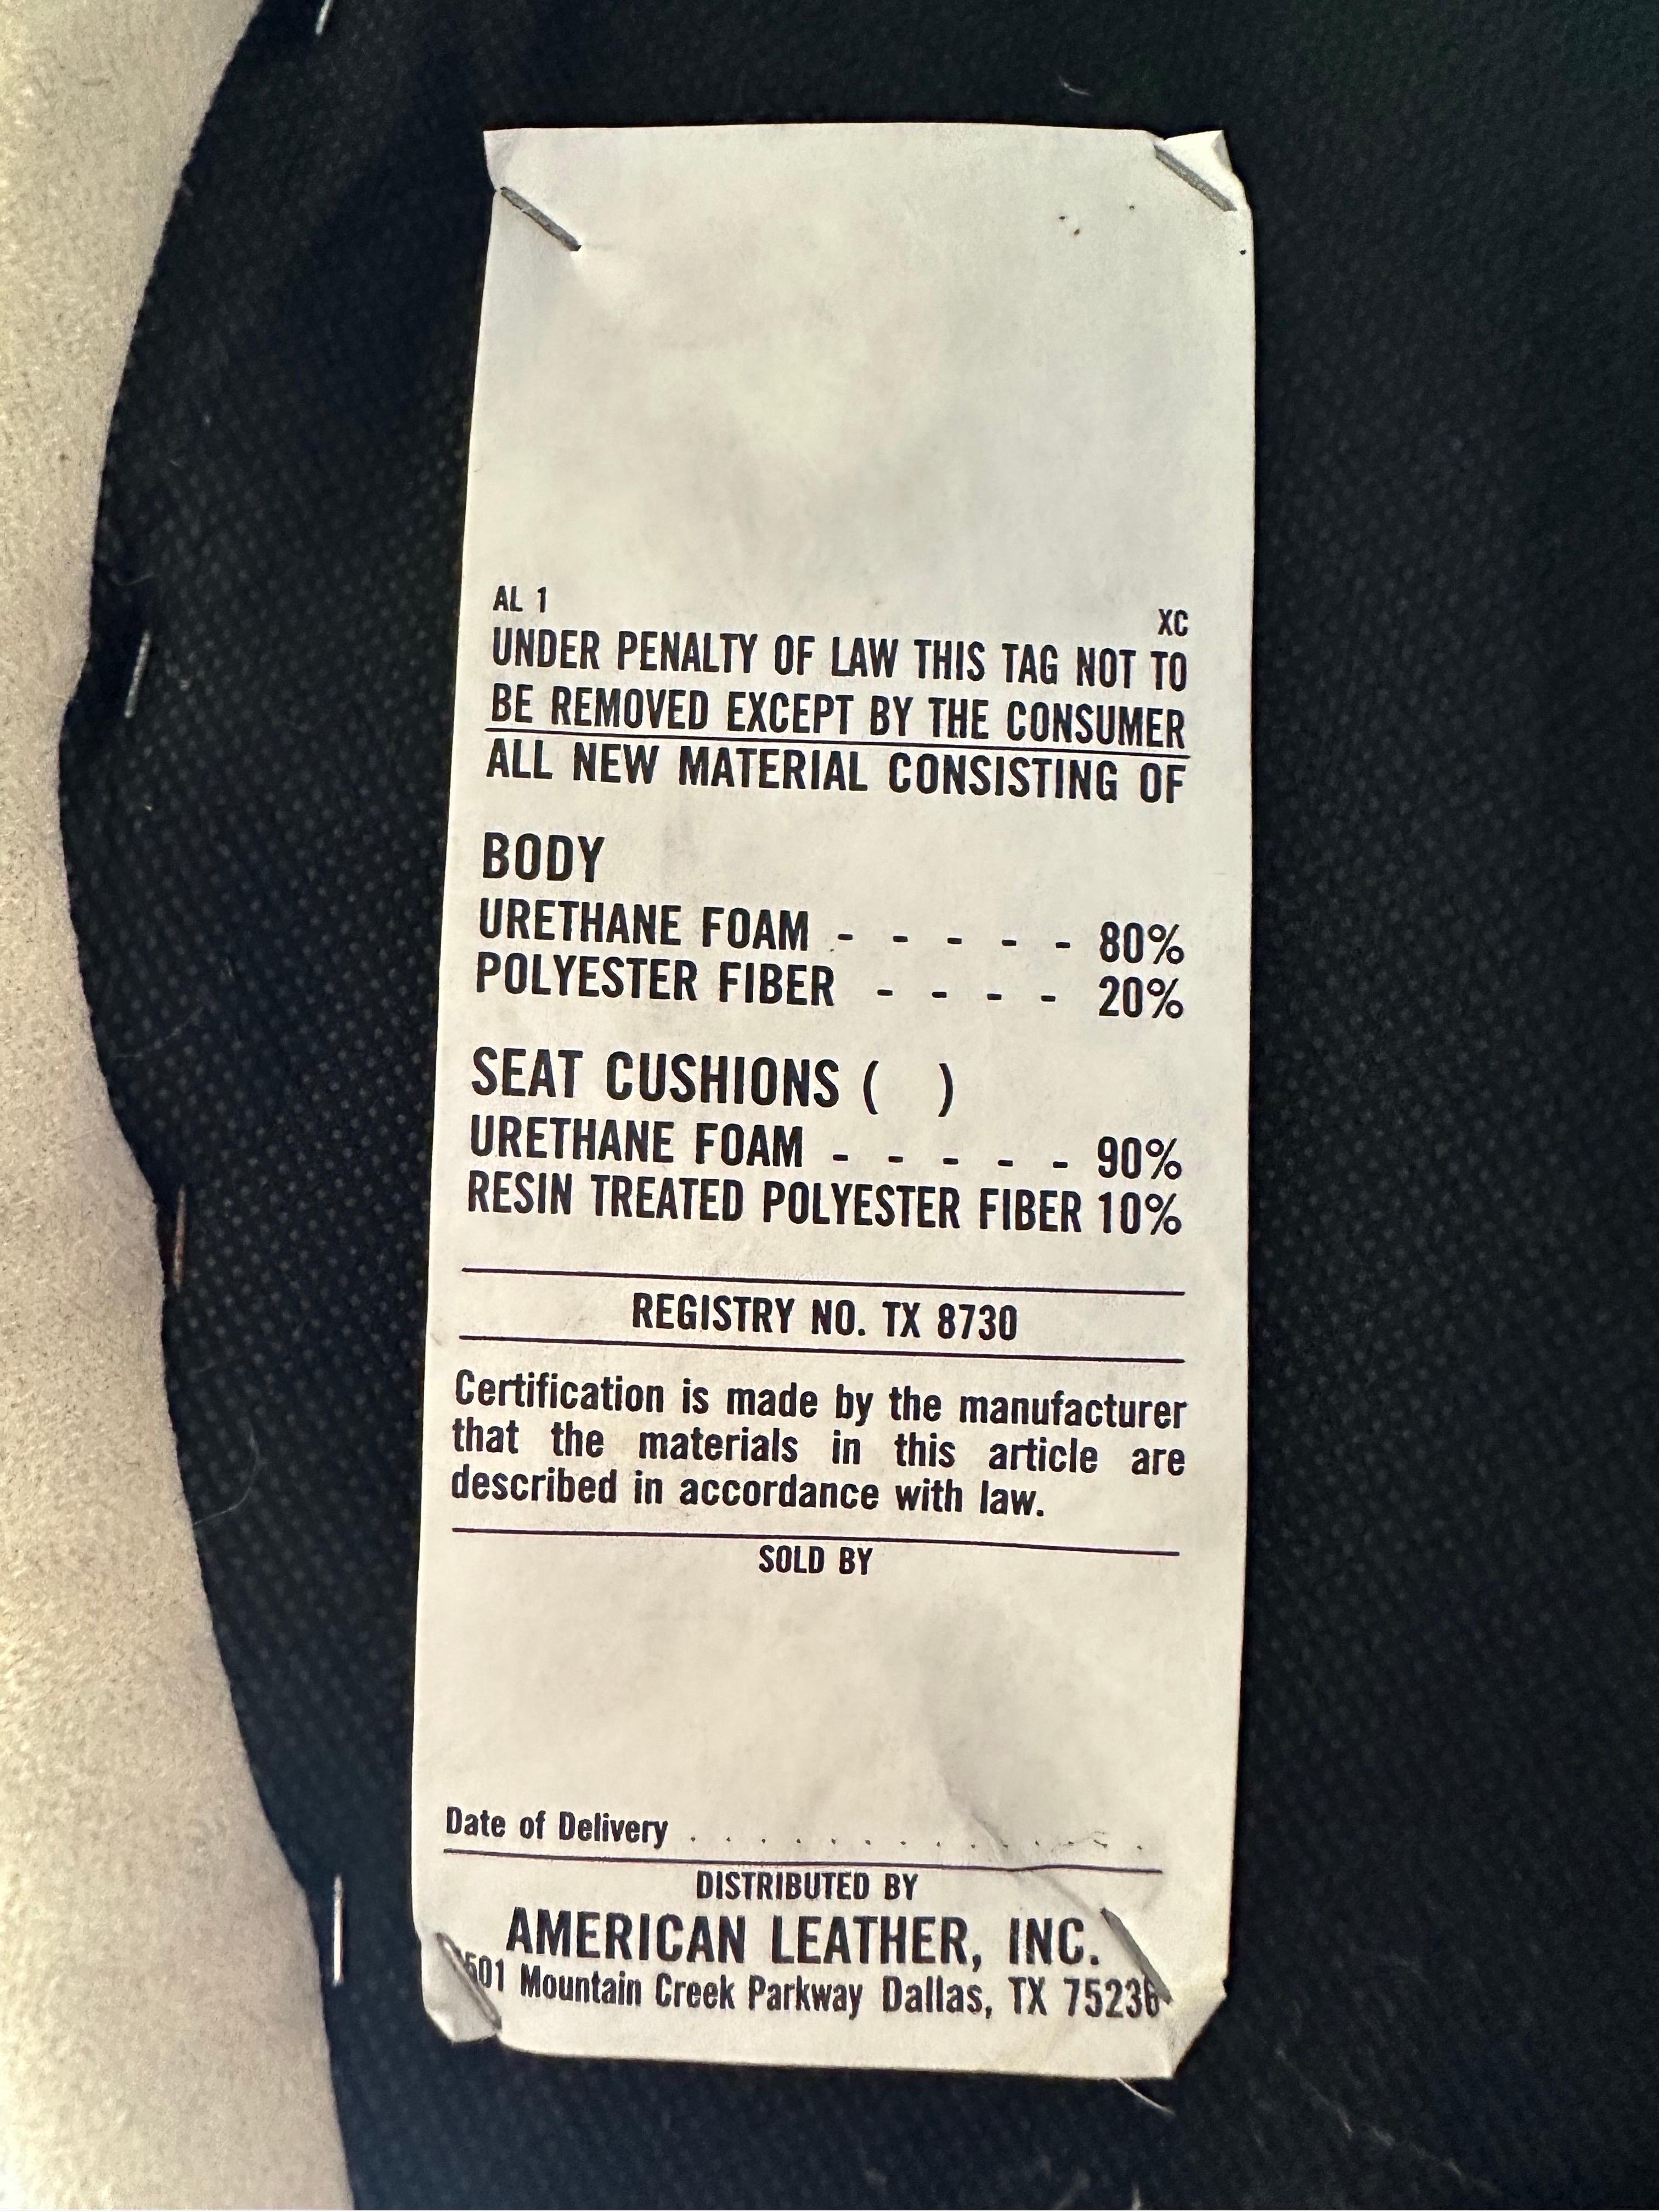 AL 1 XC
UNDER PENALTY OF LAW THIS TAG NOT TO
BE REMOVED EXCEPT BY THE CONSUMER
ALL NEW MATERIAL CONSISTING OF
BODY
URETHANE FOAM - - - - - 80%
POLYESTER FIBER - - - - 20%
SEAT CUSHIONS ( )
URETHANE FOAM - - - - - 90%
RESIN TREATED POLYESTER FIBER 10%
REGISTRY NO. TX 8730
Certification is made by the manufacturer
that the materials in this article are
described in accordance with law.
SOLD BY
Date of Delivery . . . . . . . . . . . . . .
DISTRIBUTED BY
AMERICAN LEATHER, INC.
Mountain Creek Parkway Dallas, TX 75236